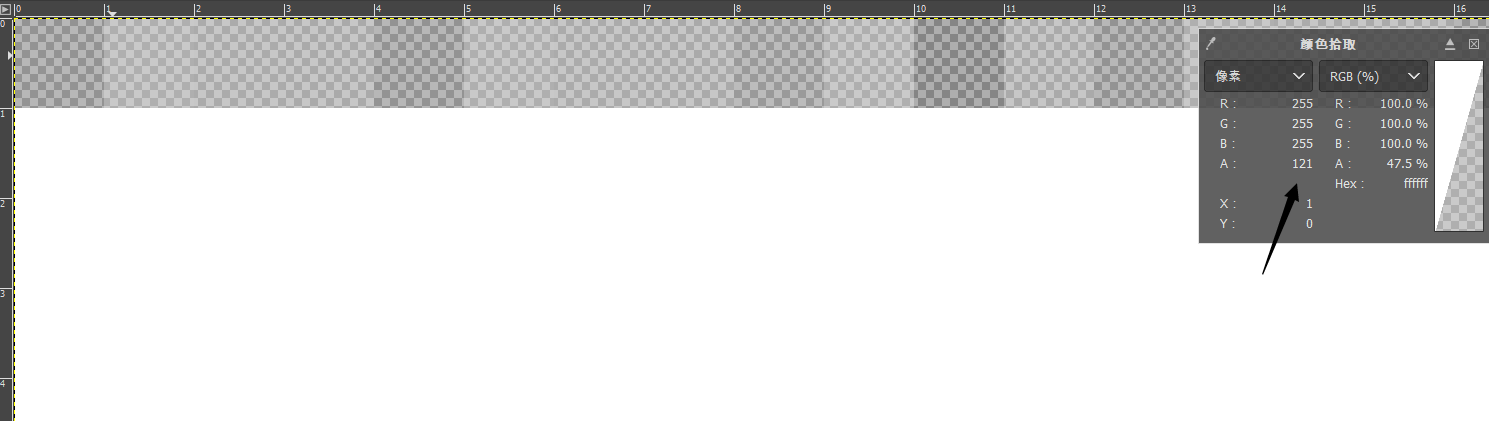 0 1 2 3 4 5 6 7 8 9 10 11 12 13 14 15 16
0
颜色拾取
像素 RGB (%)
R : 255 R : 100.0 %
1
G : 255 G : 100.0 %
B : 255 B : 100.0 %
A : 121 A : 47.5 %
Hex : ffffff
2
X : 1
Y : 0
3
4